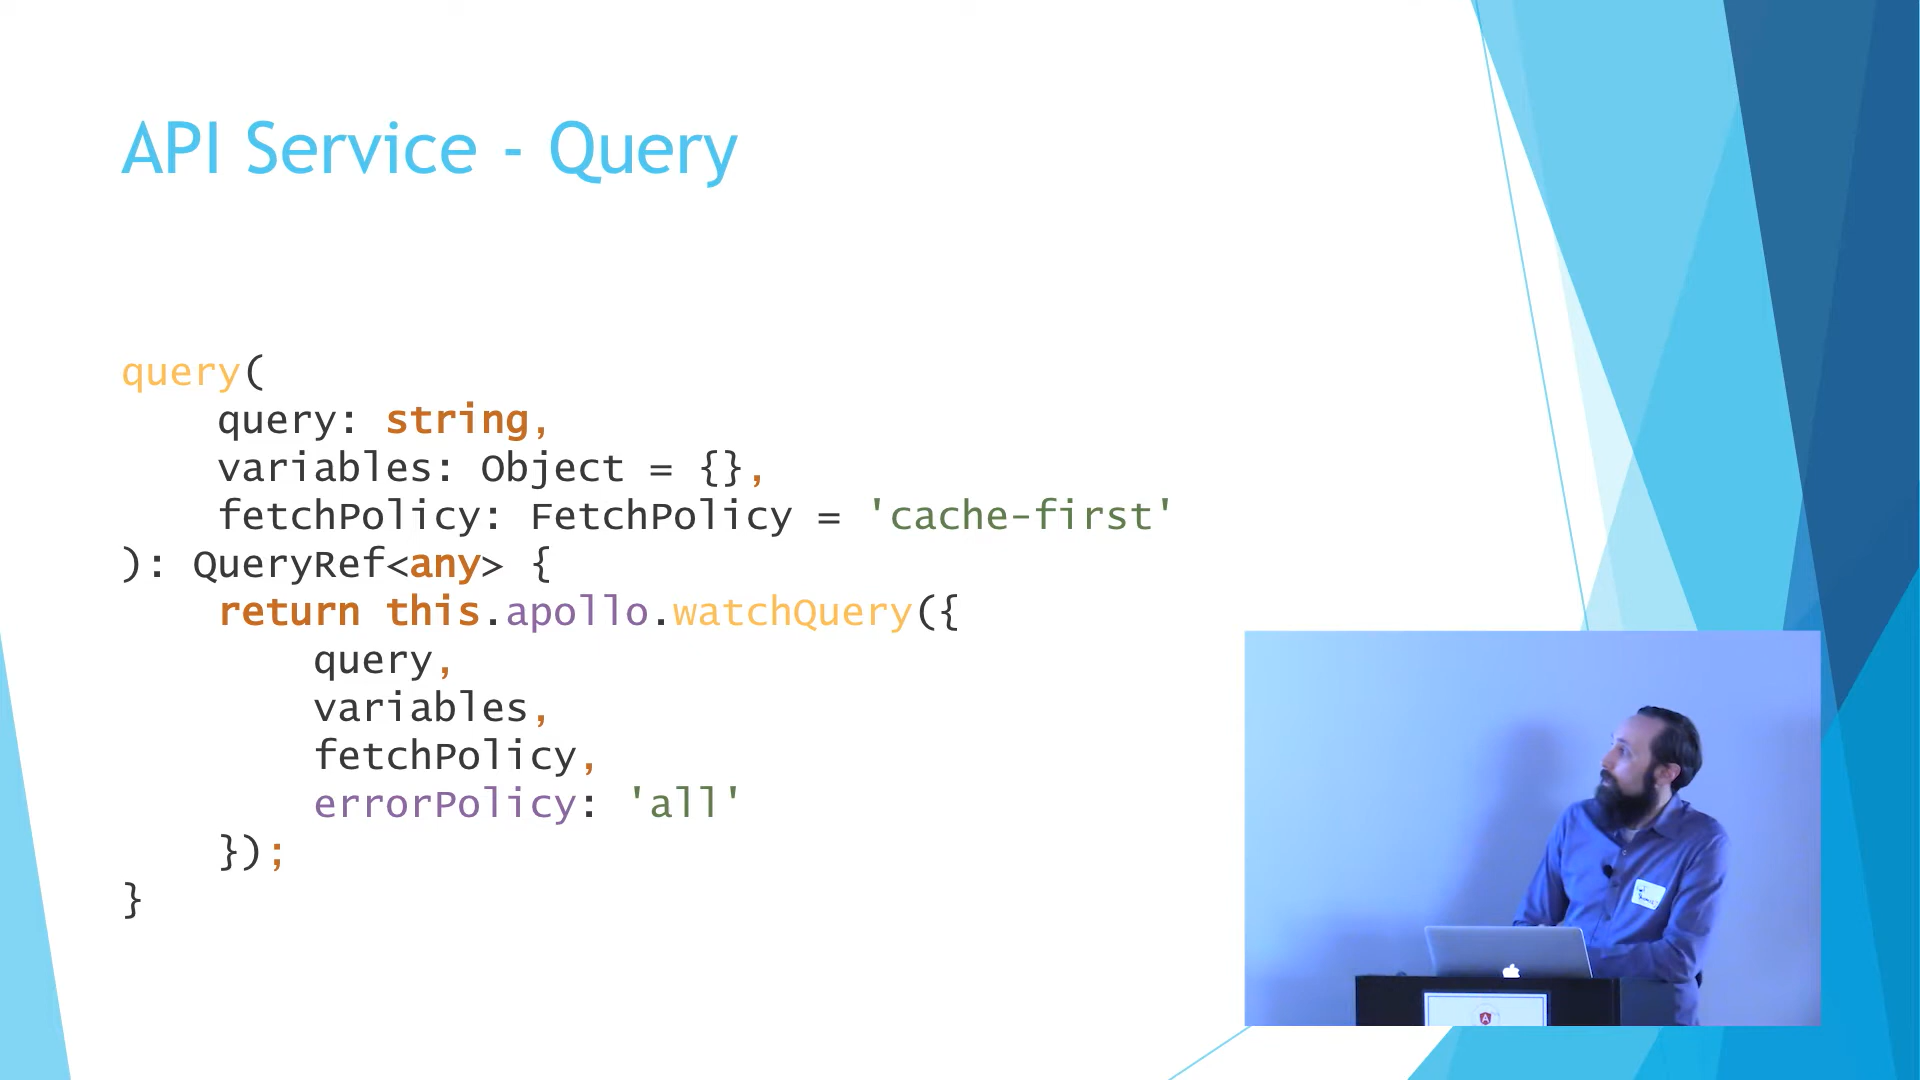 API Service - Query
query(
query: string,
variables: Object = {},
fetchPolicy: FetchPolicy = 'cache-first'
): QueryRef<any> {
return this.apollo.watchQuery({
query,
variables,
fetchPolicy,
errorPolicy: 'all'
});
}
A